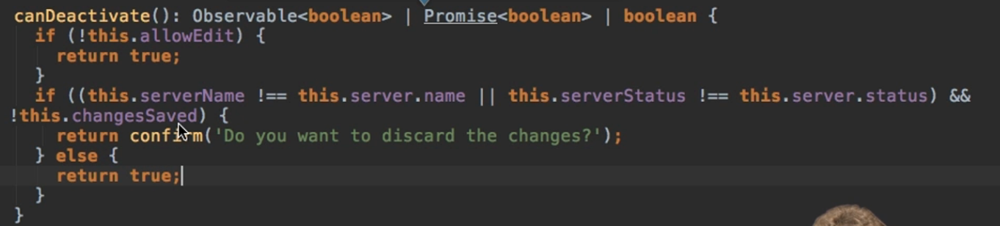 canDeactivate(): Observable<boolean> | Promise<boolean> | boolean {
if (!this.allowEdit) {
return true;
}
if ((this.serverName !== this.server.name || this.serverStatus !== this.server.status) &&
!this.changesSaved) {
return confirm('Do you want to discard the changes?');
} else {
return true;
}
}